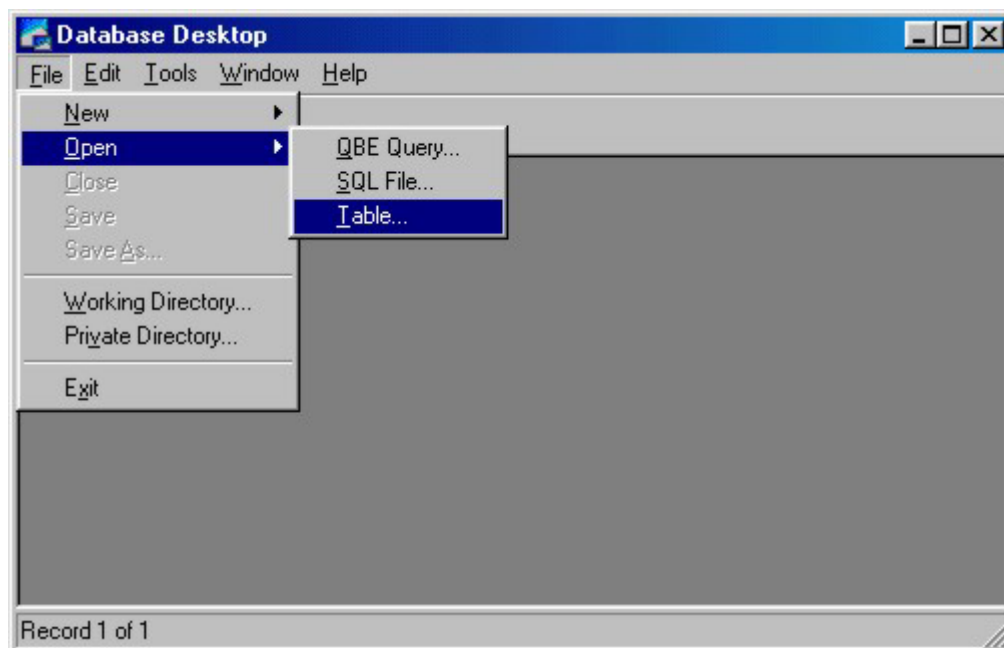 Database Desktop
File Edit Tools Window Help
New
Open
Close
Save
Save As...
Working Directory...
Private Directory...
Exit
QBE Query...
SQL File...
Table...
Record 1 of 1